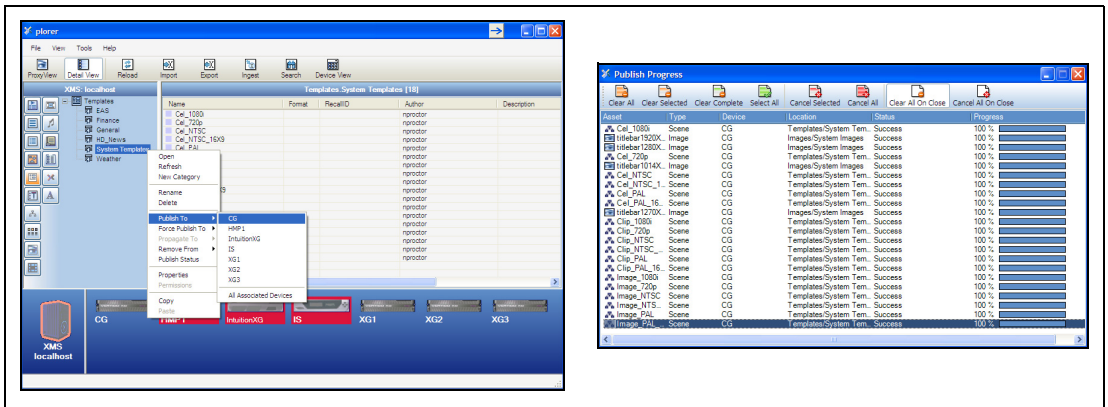 plorer
File View Tools Help
ProxyView Detail View Reload Import Export Ingest Search Device View
XMS: localhost
Templates
EAS
Finance
General
HD_News
System Templates
Weather
Templates.System Templates [18]
Name Format RecallID Author Description
Cel_1080i nproctor
Cel_720p nproctor
Cel_NTSC nproctor
Cel_NTSC_16X9 nproctor
Cel_PAL nproctor
nproctor
nproctor
nproctor
nproctor
nproctor
nproctor
nproctor
nproctor
nproctor
nproctor
Open
Refresh
New Category
Rename
Delete
Publish To
Force Publish To
Propagate To
Remove From
Publish Status
Properties
Permissions
Copy
Paste
CG
HMP1
IntuitionXG
IS
XG1
XG2
XG3
All Associated Devices
XMS
localhost
CG HMP1 IntuitionXG IS XG1 XG2 XG3
Publish Progress
Clear All Clear Selected Clear Complete Select All Cancel Selected Cancel All Clear All On Close Cancel All On Close
Asset Type Device Location Status Progress
Cel_1080i Scene CG Templates/System Tem... Success 100 %
titlebar1920X... Image CG Images/System Images Success 100 %
titlebar1280X... Image CG Images/System Images Success 100 %
Cel_720p Scene CG Templates/System Tem... Success 100 %
titlebar1014X... Image CG Images/System Images Success 100 %
Cel_NTSC Scene CG Templates/System Tem... Success 100 %
Cel_NTSC_1... Scene CG Templates/System Tem... Success 100 %
Cel_PAL Scene CG Templates/System Tem... Success 100 %
Cel_PAL_16... Scene CG Templates/System Tem... Success 100 %
titlebar1270X... Image CG Images/System Images Success 100 %
Clip_1080i Scene CG Templates/System Tem... Success 100 %
Clip_720p Scene CG Templates/System Tem... Success 100 %
Clip_NTSC Scene CG Templates/System Tem... Success 100 %
Clip_NTSC_... Scene CG Templates/System Tem... Success 100 %
Clip_PAL Scene CG Templates/System Tem... Success 100 %
Clip_PAL_16... Scene CG Templates/System Tem... Success 100 %
Image_1080i Scene CG Templates/System Tem... Success 100 %
Image_720p Scene CG Templates/System Tem... Success 100 %
Image_NTSC Scene CG Templates/System Tem... Success 100 %
Image_NTS... Scene CG Templates/System Tem... Success 100 %
Image_PAL Scene CG Templates/System Tem... Success 100 %
Image_PAL_... Scene CG Templates/System Tem... Success 100 %